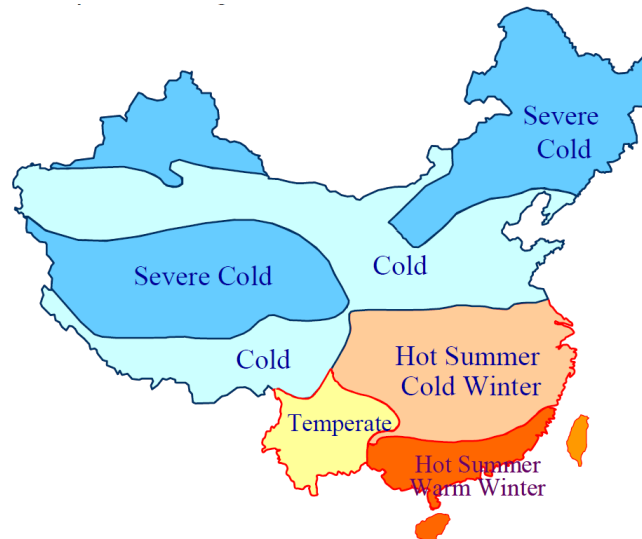 Severe
Cold
Severe Cold
Cold
Cold
Hot Summer
Cold Winter
Temperate
Hot Summer
Warm Winter